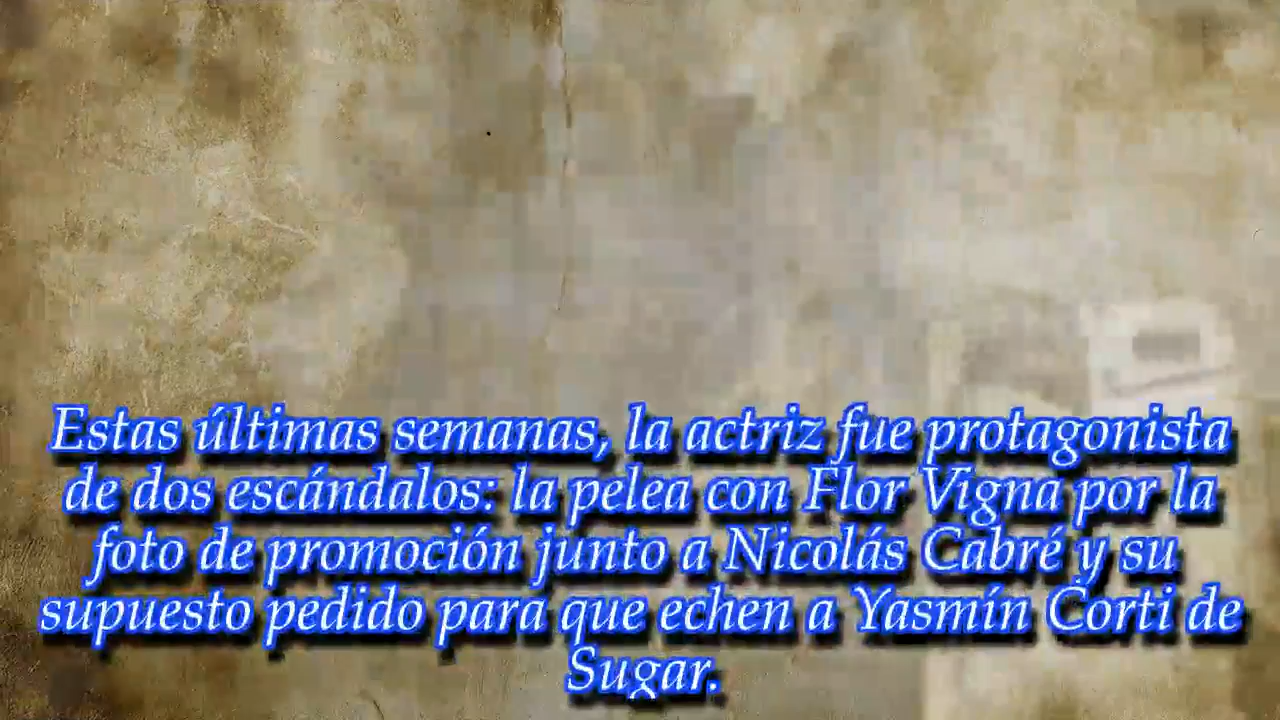 Estas últimas semanas, la actriz fue protagonista
de dos escándalos: la pelea con Flor Vigna por la
foto de promoción junto a Nicolás Cabré y su
supuesto pedido para que echen a Yasmín Corti de
Sugar.